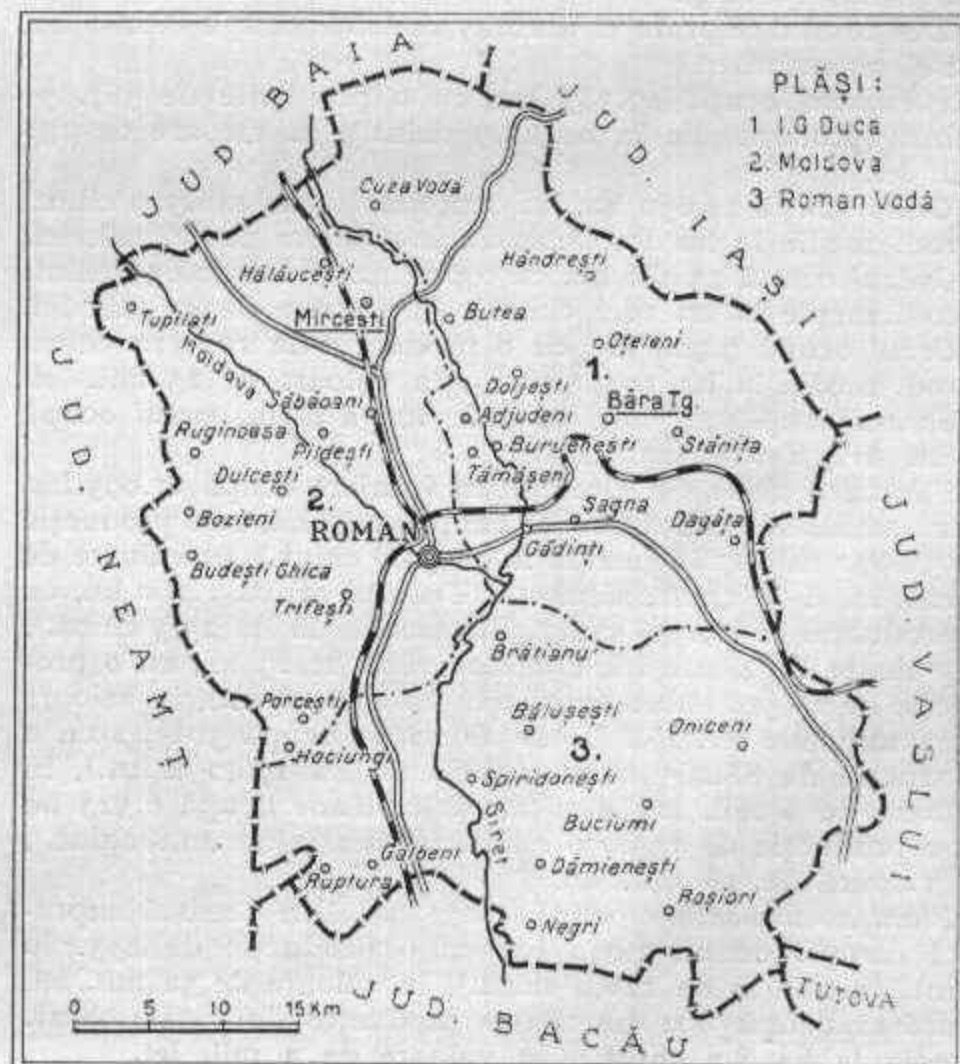 JUD BAIA
JUD. IAȘI
PLĂȘI :
1 I.G Duca
2. Moldova
3 Roman Vodă
Cuza Vodă
Hălăucești
Hăndrești
Mircești
Butea
Tupilați
Oțeleni
Moldova
JUD. NEAMȚ
Doljești
1.
Săbăoani
Adjudeni
Băra Tg.
Ruginoasa
Pildești
Buruenești
Stănița
Tămășeni
Dulcești
2.
Sagna
Bozieni
ROMAN
Dagâța
Gădinți
JUD. VASLUI
Budești Ghica
Trifești
Brătianu
Porcești
Bălușești
Oniceni
3.
Hociungi
Spiridonești
Siret
Buciumi
Galbeni
Dămienești
Ruptura
Roșiori
Negri
TUTOVA
JUD. BACĂU
0 5 10 15 Km